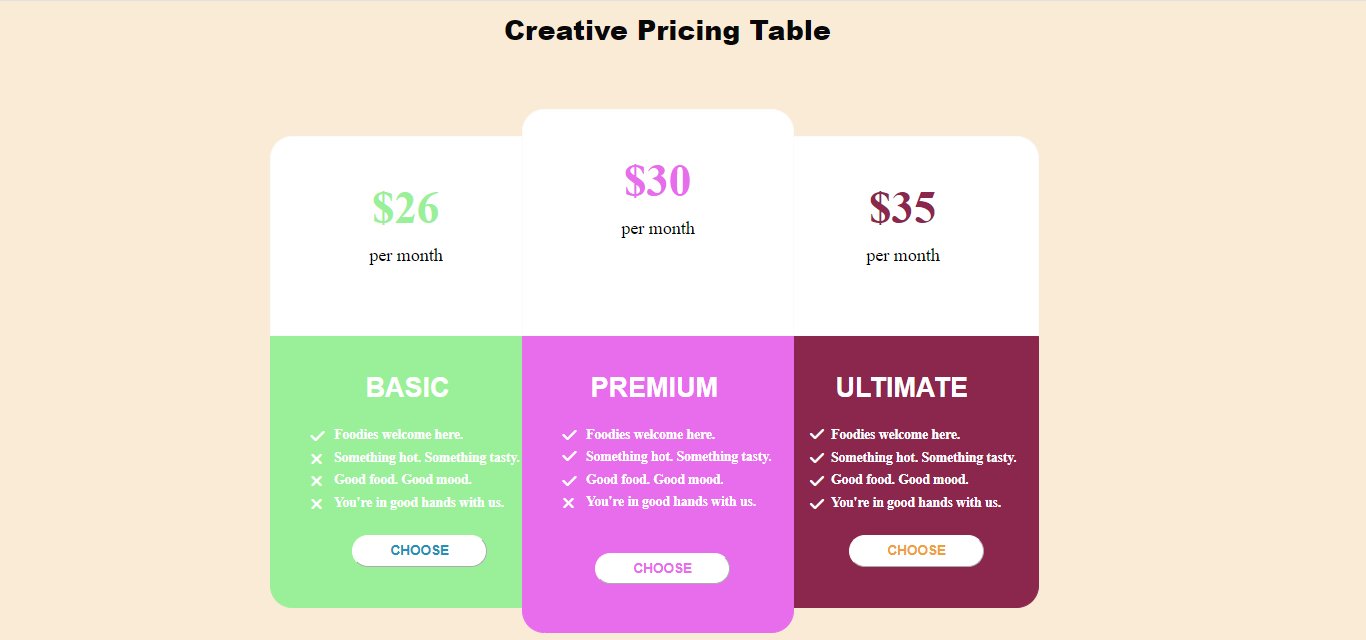 Creative Pricing Table
$26
per month
BASIC
Foodies welcome here.
Something hot. Something tasty.
Good food. Good mood.
You're in good hands with us.
CHOOSE
$30
per month
PREMIUM
Foodies welcome here.
Something hot. Something tasty.
Good food. Good mood.
You're in good hands with us.
CHOOSE
$35
per month
ULTIMATE
Foodies welcome here.
Something hot. Something tasty.
Good food. Good mood.
You're in good hands with us.
CHOOSE